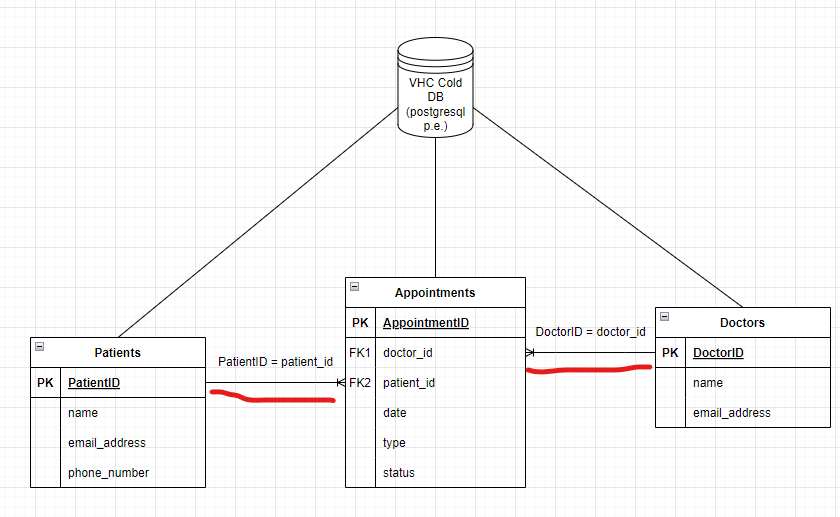 VHC Cold
DB
(postgresql
p.e.)
Appointments
PK AppointmentID
FK1 doctor_id
FK2 patient_id
date
type
status
DoctorID = doctor_id
Doctors
PK DoctorID
name
email_address
PatientID = patient_id
Patients
PK PatientID
name
email_address
phone_number